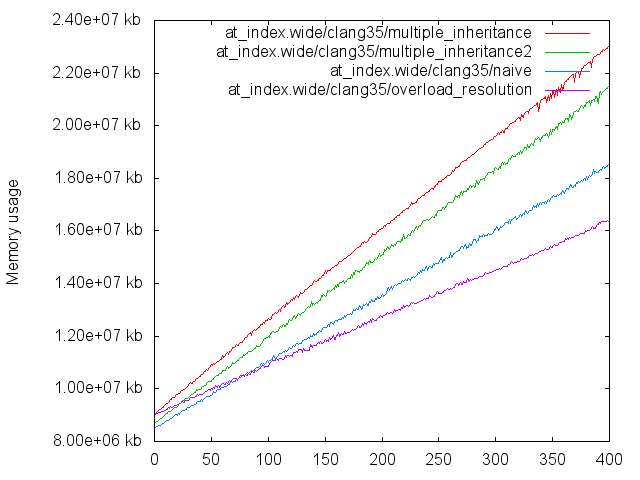 2.40e+07 kb
2.20e+07 kb
2.00e+07 kb
1.80e+07 kb
1.60e+07 kb
1.40e+07 kb
1.20e+07 kb
1.00e+07 kb
8.00e+06 kb
Memory usage
at_index.wide/clang35/multiple_inheritance
at_index.wide/clang35/multiple_inheritance2
at_index.wide/clang35/naive
at_index.wide/clang35/overload_resolution
0
50
100
150
200
250
300
350
400